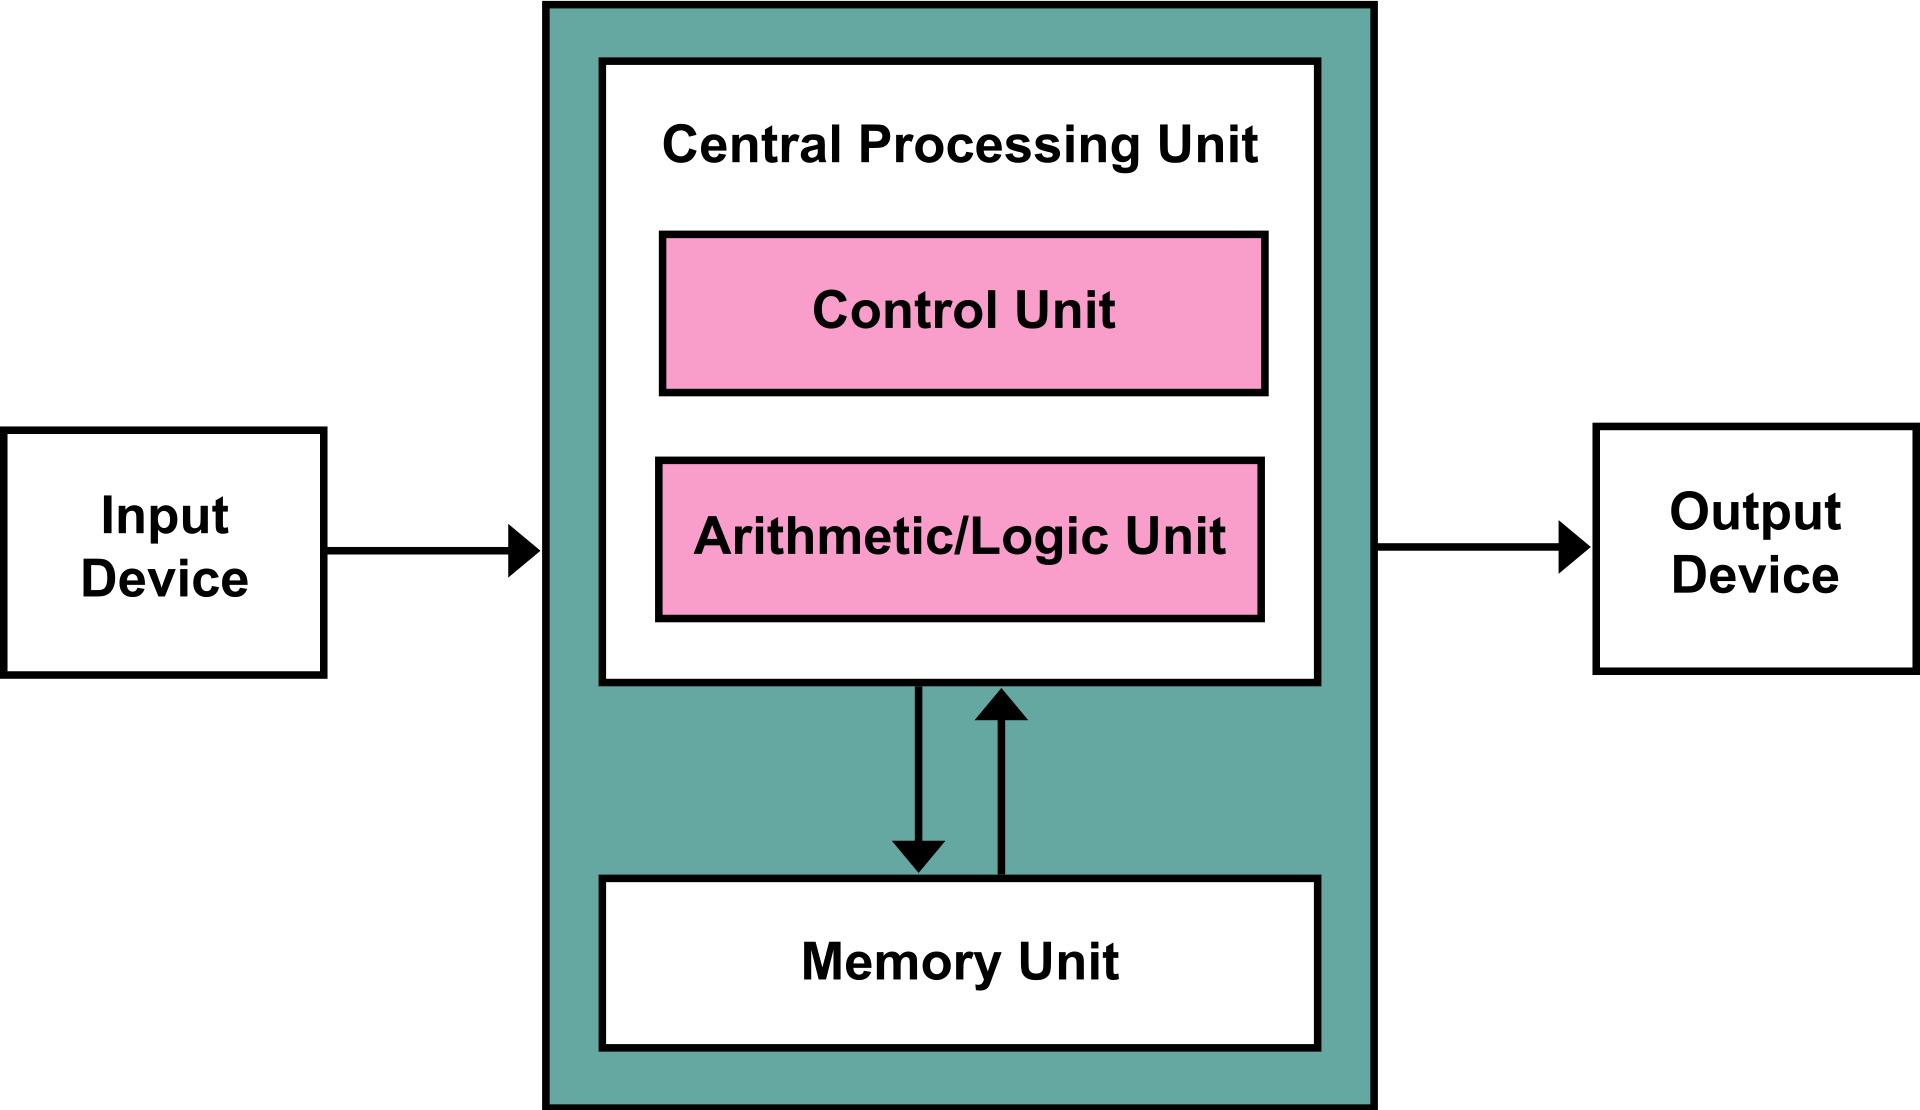 Central Processing Unit
Control Unit
Arithmetic/Logic Unit
Input
Device
Output
Device
Memory Unit